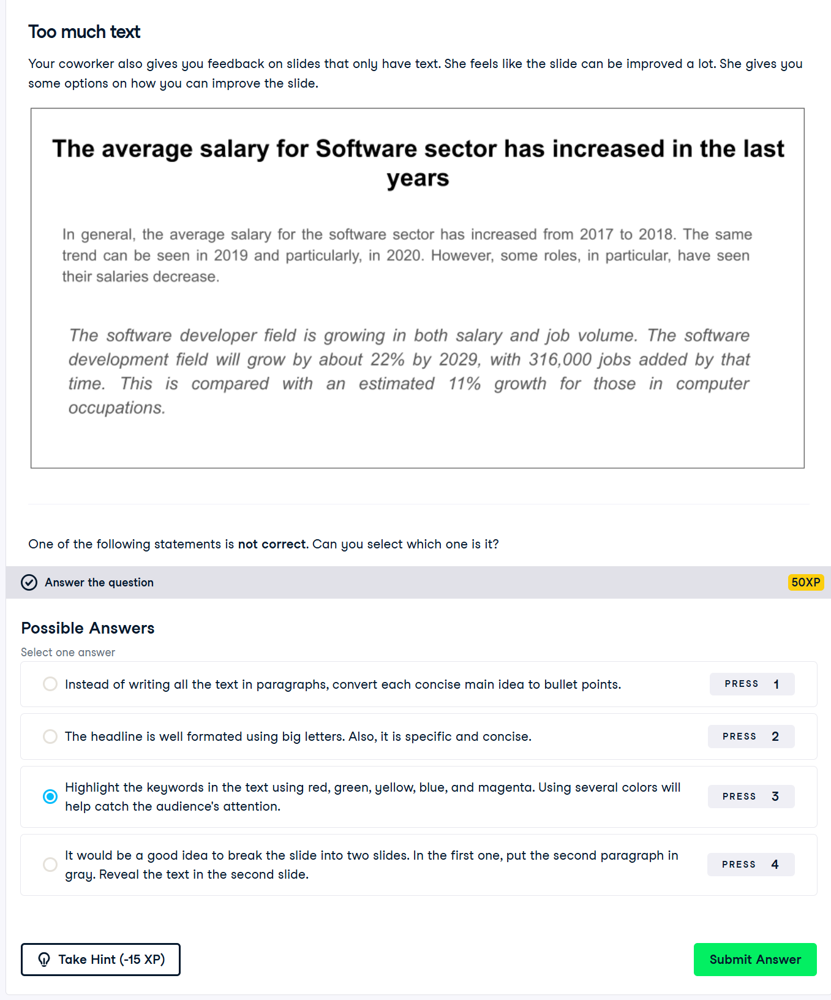 Too much text
Your coworker also gives you feedback on slides that only have text. She feels like the slide can be improved a lot. She gives you
some options on how you can improve the slide.
The average salary for Software sector has increased in the last
years
In general, the average salary for the software sector has increased from 2017 to 2018. The same
trend can be seen in 2019 and particularly, in 2020. However, some roles, in particular, have seen
their salaries decrease.
The software developer field is growing in both salary and job volume. The software
development field will grow by about 22% by 2029, with 316,000 jobs added by that
time. This is compared with an estimated 11% growth for those in computer
occupations.
One of the following statements is not correct. Can you select which one is it?
Answer the question 50XP
Possible Answers
Select one answer
Instead of writing all the text in paragraphs, convert each concise main idea to bullet points. PRESS 1
The headline is well formated using big letters. Also, it is specific and concise. PRESS 2
Highlight the keywords in the text using red, green, yellow, blue, and magenta. Using several colors will
help catch the audience's attention. PRESS 3
It would be a good idea to break the slide into two slides. In the first one, put the second paragraph in
gray. Reveal the text in the second slide. PRESS 4
Take Hint (-15 XP) Submit Answer